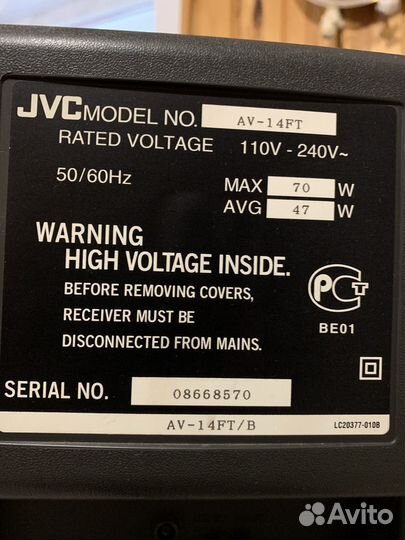 JVC MODEL NO. AV-14FT
RATED VOLTAGE 110V - 240V~
50/60Hz
MAX 70 W
AVG 47 W
WARNING
HIGH VOLTAGE INSIDE.
BEFORE REMOVING COVERS,
RECEIVER MUST BE
DISCONNECTED FROM MAINS.
PCT
BE01
SERIAL NO. 08668570
AV-14FT/B
LC20377-010B
Avito